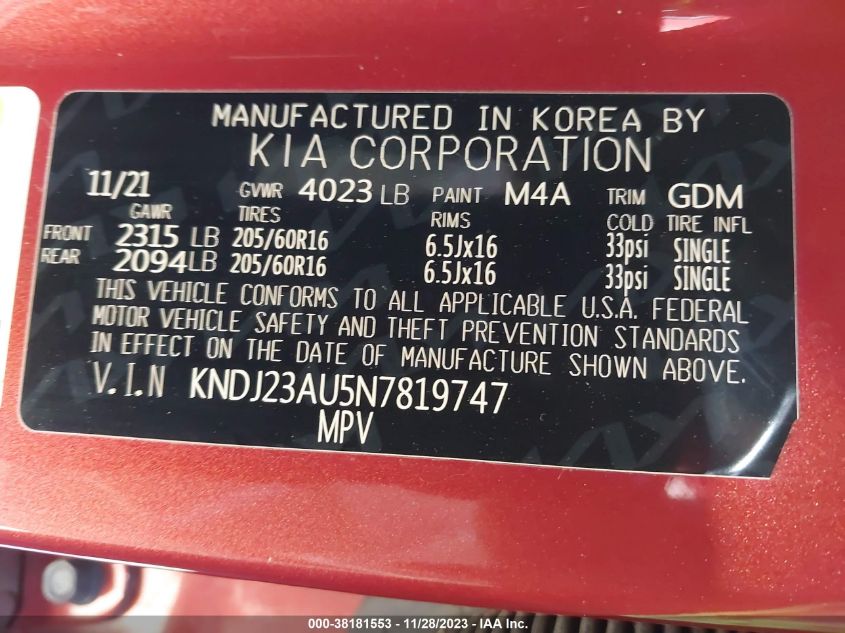 MANUFACTURED IN KOREA BY
KIA CORPORATION
11/21 GVWR 4023 LB PAINT M4A TRIM GDM
GAWR TIRES RIMS COLD TIRE INFL
FRONT 2315 LB 205/60R16 6.5Jx16 33psi SINGLE
REAR 2094LB 205/60R16 6.5Jx16 33psi SINGLE
THIS VEHICLE CONFORMS TO ALL APPLICABLE U.S.A. FEDERAL
MOTOR VEHICLE SAFETY AND THEFT PREVENTION STANDARDS
IN EFFECT ON THE DATE OF MANUFACTURE SHOWN ABOVE.
V.I.N KNDJ23AU5N7819747
MPV
000-38181553 - 11/28/2023 - IAA Inc.